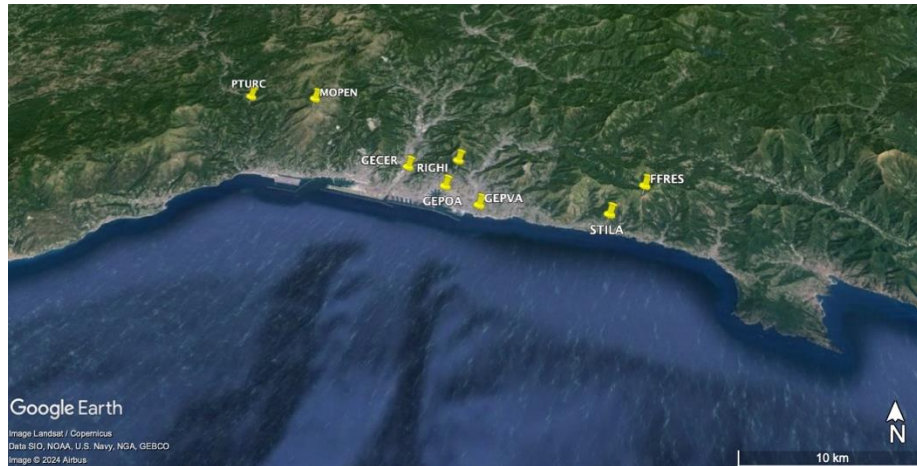 PTURC
MOPEN
GECER
RIGHI
FFRES
GEPOA
GEPVA
STILA
Google Earth
Image Landsat / Copernicus
Data SIO, NOAA, U.S. Navy, NGA, GEBCO
Image © 2024 Airbus
N
10 km